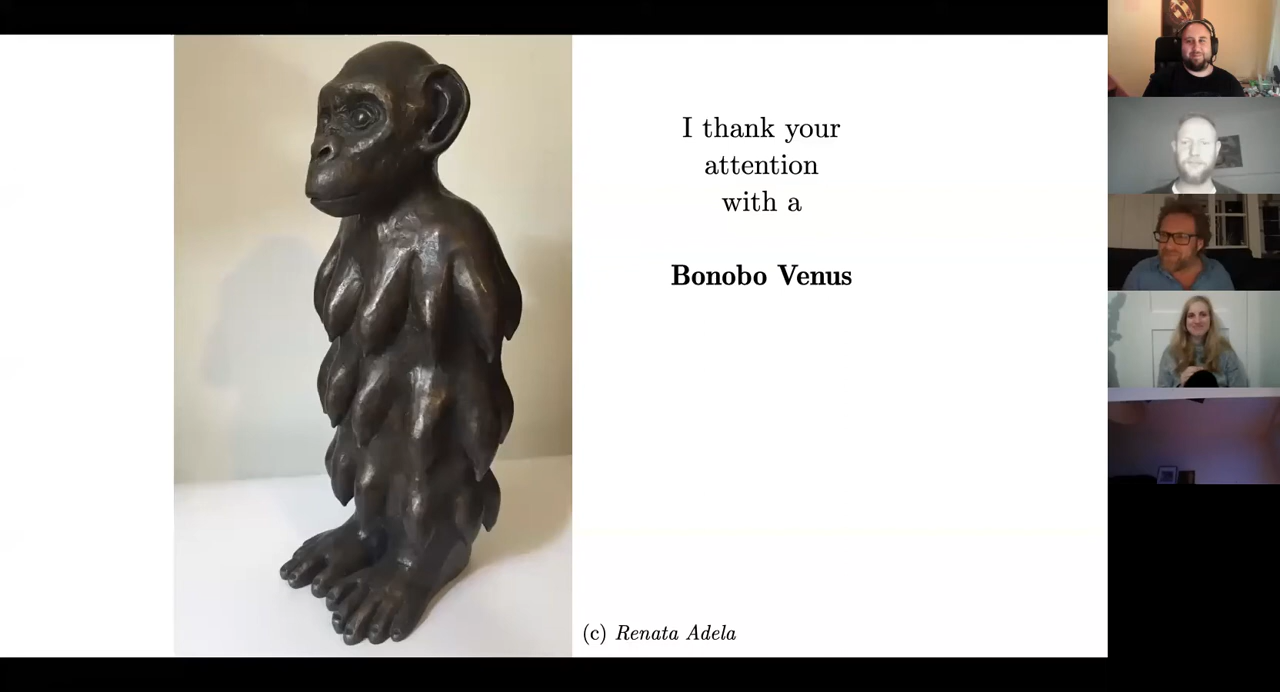 I thank your
attention
with a
Bonobo Venus
(c) Renata Adela